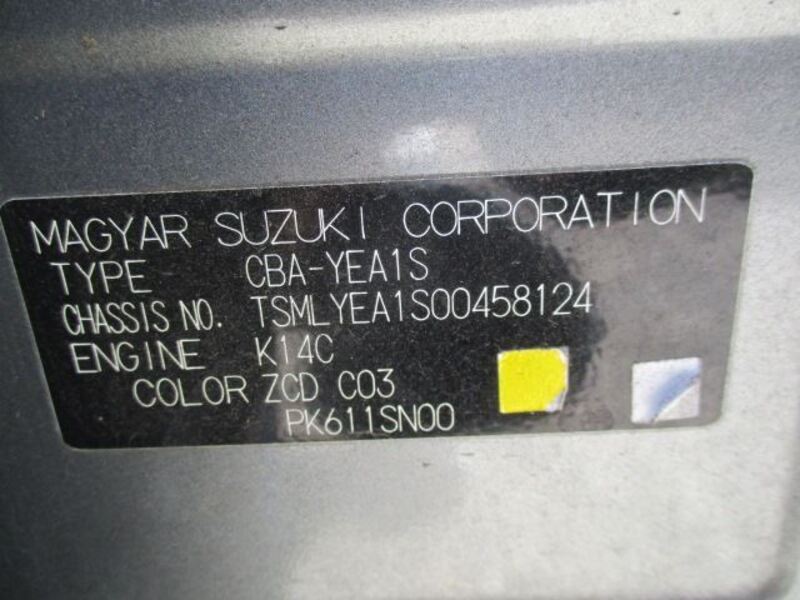 MAGYAR SUZUKI CORPORATION
TYPE CBA-YEA1S
CHASSIS NO. TSMLYEA1S00458124
ENGINE K14C
COLOR ZCD C03
PK611SN00